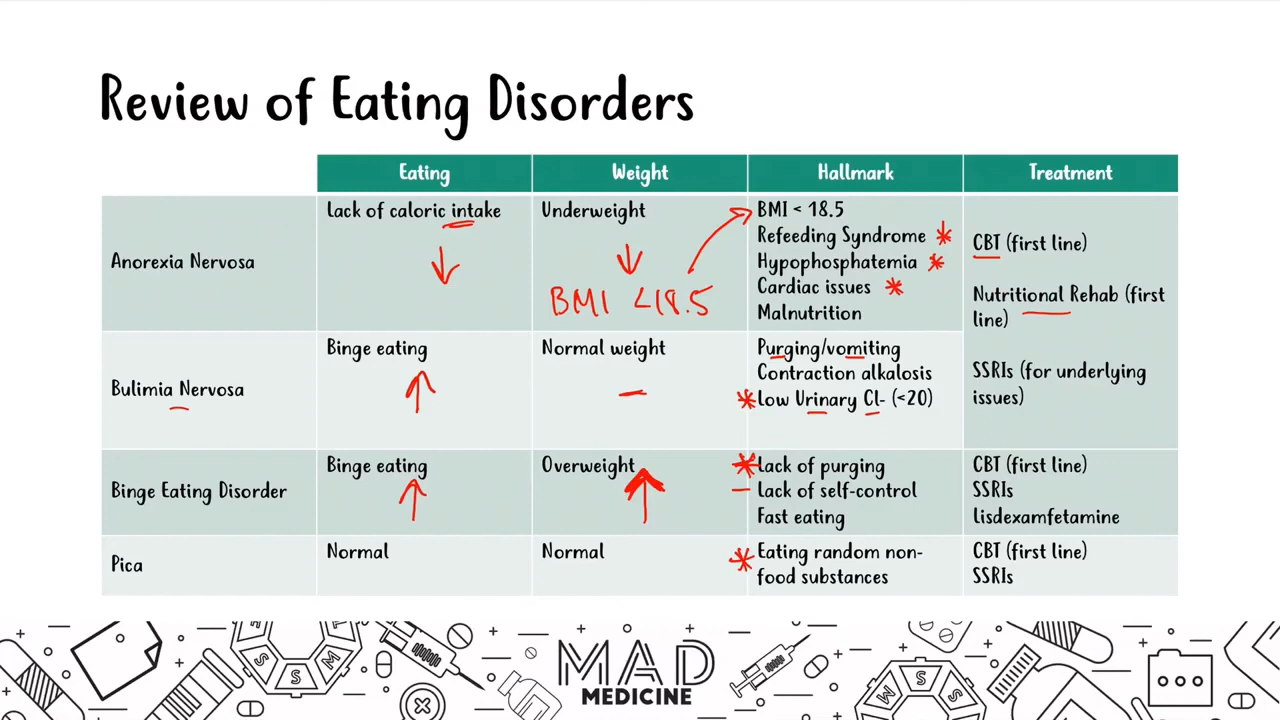 Review of Eating Disorders
Eating
Weight
Hallmark
Treatment
Anorexia Nervosa
Lack of caloric intake
Underweight
BMI <18.5
BMI < 18.5
Refeeding Syndrome
Hypophosphatemia
Cardiac issues
Malnutrition
CBT (first line)
Nutritional Rehab (first
line)
SSRIs (for underlying
issues)
Bulimia Nervosa
Binge eating
Normal weight
Purging/vomiting
Contraction alkalosis
Low Urinary Cl- (<20)
Binge Eating Disorder
Binge eating
Overweight
Lack of purging
Lack of self-control
Fast eating
CBT (first line)
SSRIs
Lisdexamfetamine
Pica
Normal
Normal
Eating random non-
food substances
CBT (first line)
SSRIs
MAD
MEDICINE
S
S
M
M
S
S